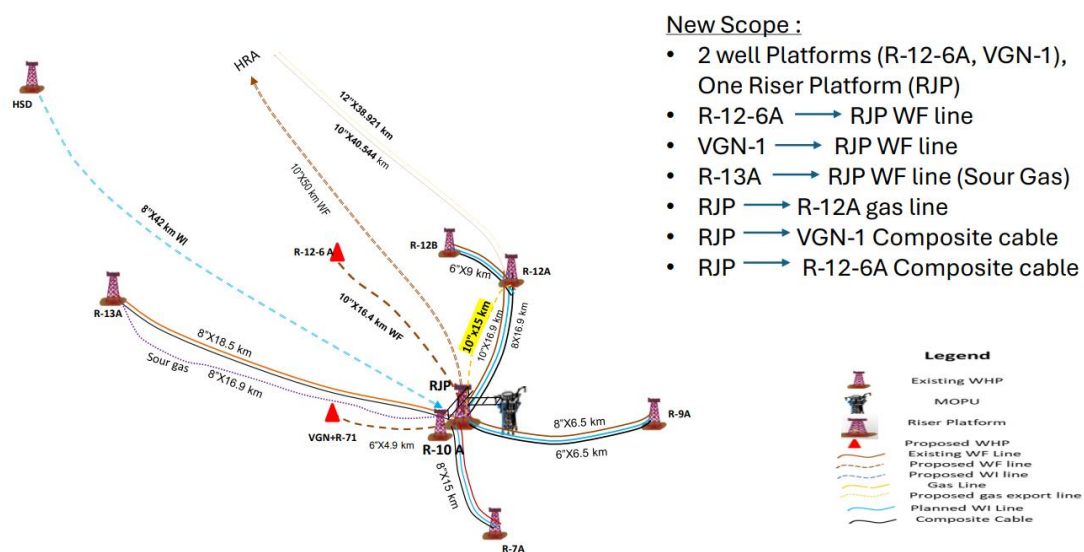 New Scope :
• 2 well Platforms (R-12-6A, VGN-1),
One Riser Platform (RJP)
• R-12-6A → RJP WF line
• VGN-1 → RJP WF line
• R-13A → RJP WF line (Sour Gas)
• RJP → R-12A gas line
• RJP → VGN-1 Composite cable
• RJP → R-12-6A Composite cable
HRA
HSD
12"X38.921 km
10"X40.544 km
10"X50 km WF
8"X42 km WI
R-12-6 A
R-12B
R-12A
6"X9 km
R-13A
10"X16.4 km WF
10"x15 km
10"X16.9 km
8X16.9 km
8"X18.5 km
Sour gas
8"X16.9 km
RJP
VGN+R-71
6"X4.9 km
R-10 A
R-9A
8"X6.5 km
6"X6.5 km
8"X15 km
R-7A
Legend
Existing WHP
MOPU
Riser Platform
Proposed WHP
Existing WF Line
Proposed WF line
Proposed WI line
Gas Line
Proposed gas export line
Planned WI Line
Composite Cable